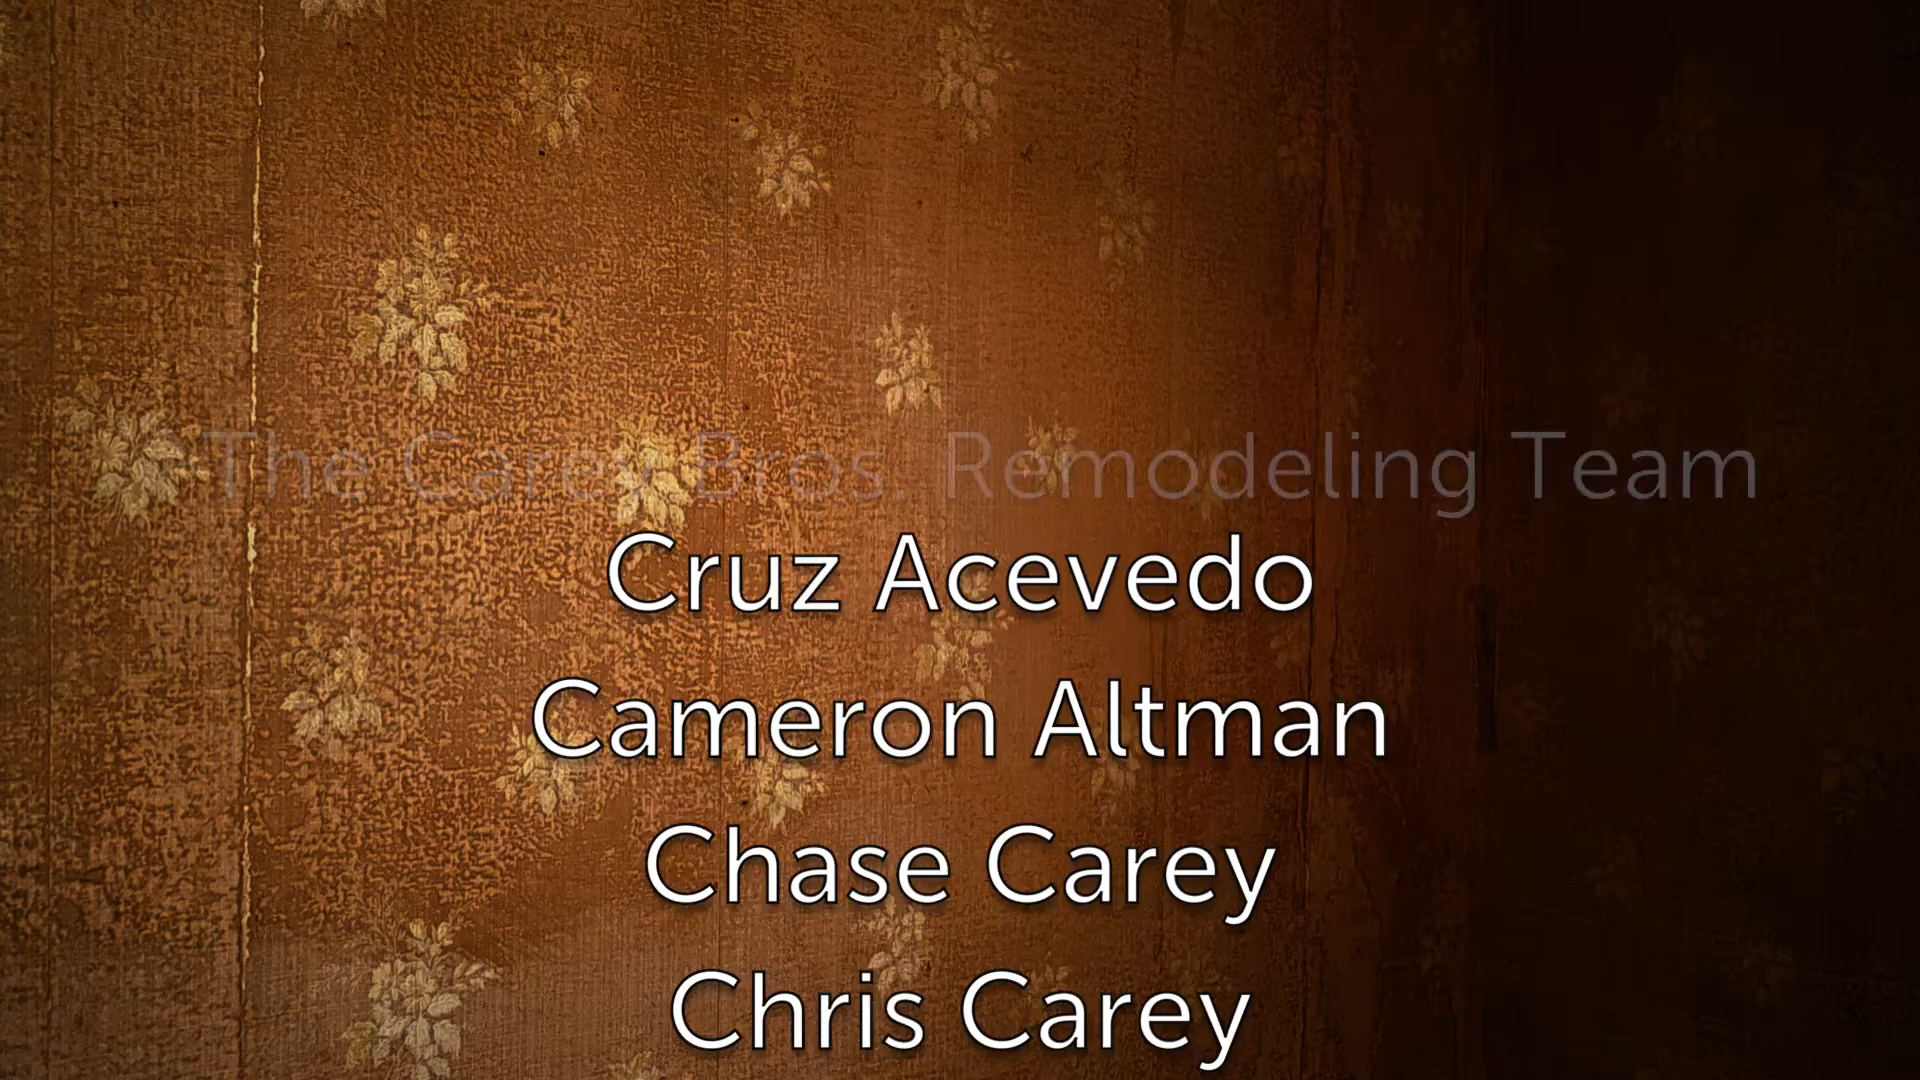 The Carey Bros. Remodeling Team
Cruz Acevedo
Cameron Altman
Chase Carey
Chris Carey